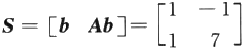 S = [b Ab] = [1 -1
1 7]